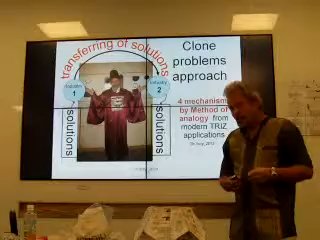 transferring of solutions
Clone
problems
approach
Industry
1
Industry
2
solutions
solutions
4 mechanism
by Method of
analogy from
modern TRIZ
applications